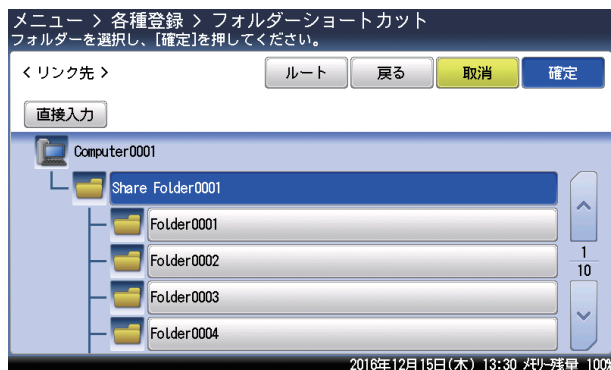 メニュー > 各種登録 > フォルダーショートカット
フォルダーを選択し、[確定]を押してください。
<リンク先> ルート 戻る 取消 確定
直接入力
Computer0001
Share Folder0001
Folder0001
Folder0002
1
10
Folder0003
Folder0004
2016年12月15日(木) 13:30 メモリー残量 100%